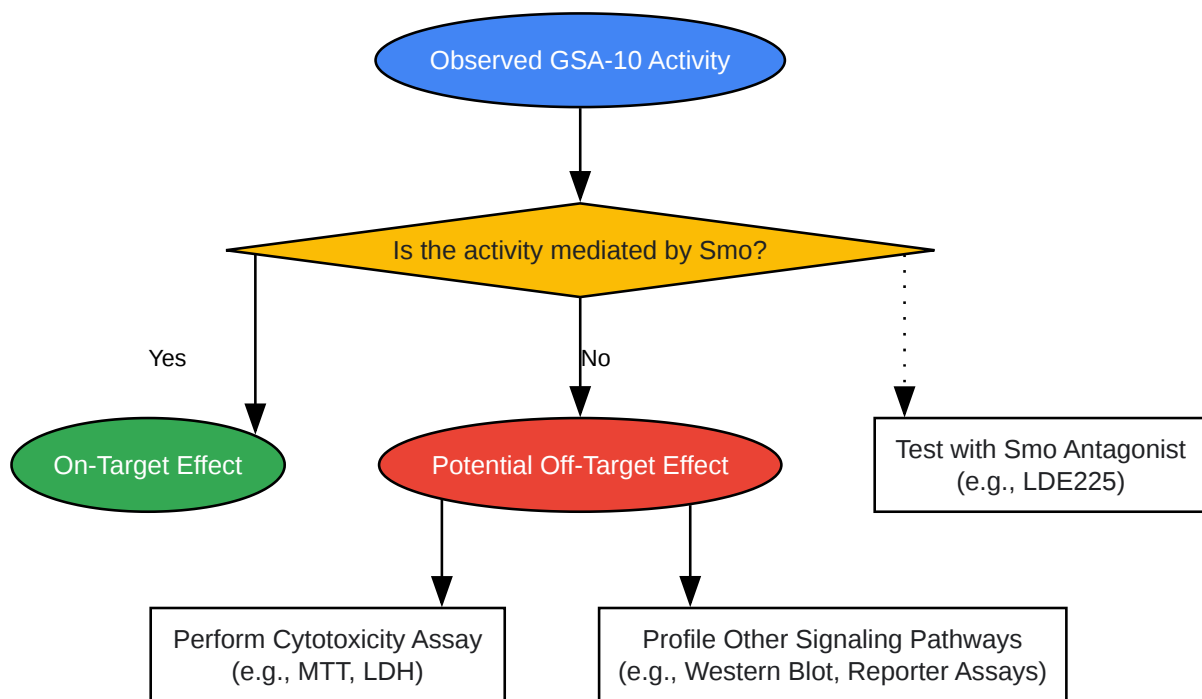 Observed GSA-10 Activity
Is the activity mediated by Smo?
Yes
No
On-Target Effect
Potential Off-Target Effect
Test with Smo Antagonist
(e.g., LDE225)
Perform Cytotoxicity Assay
(e.g., MTT, LDH)
Profile Other Signaling Pathways
(e.g., Western Blot, Reporter Assays)